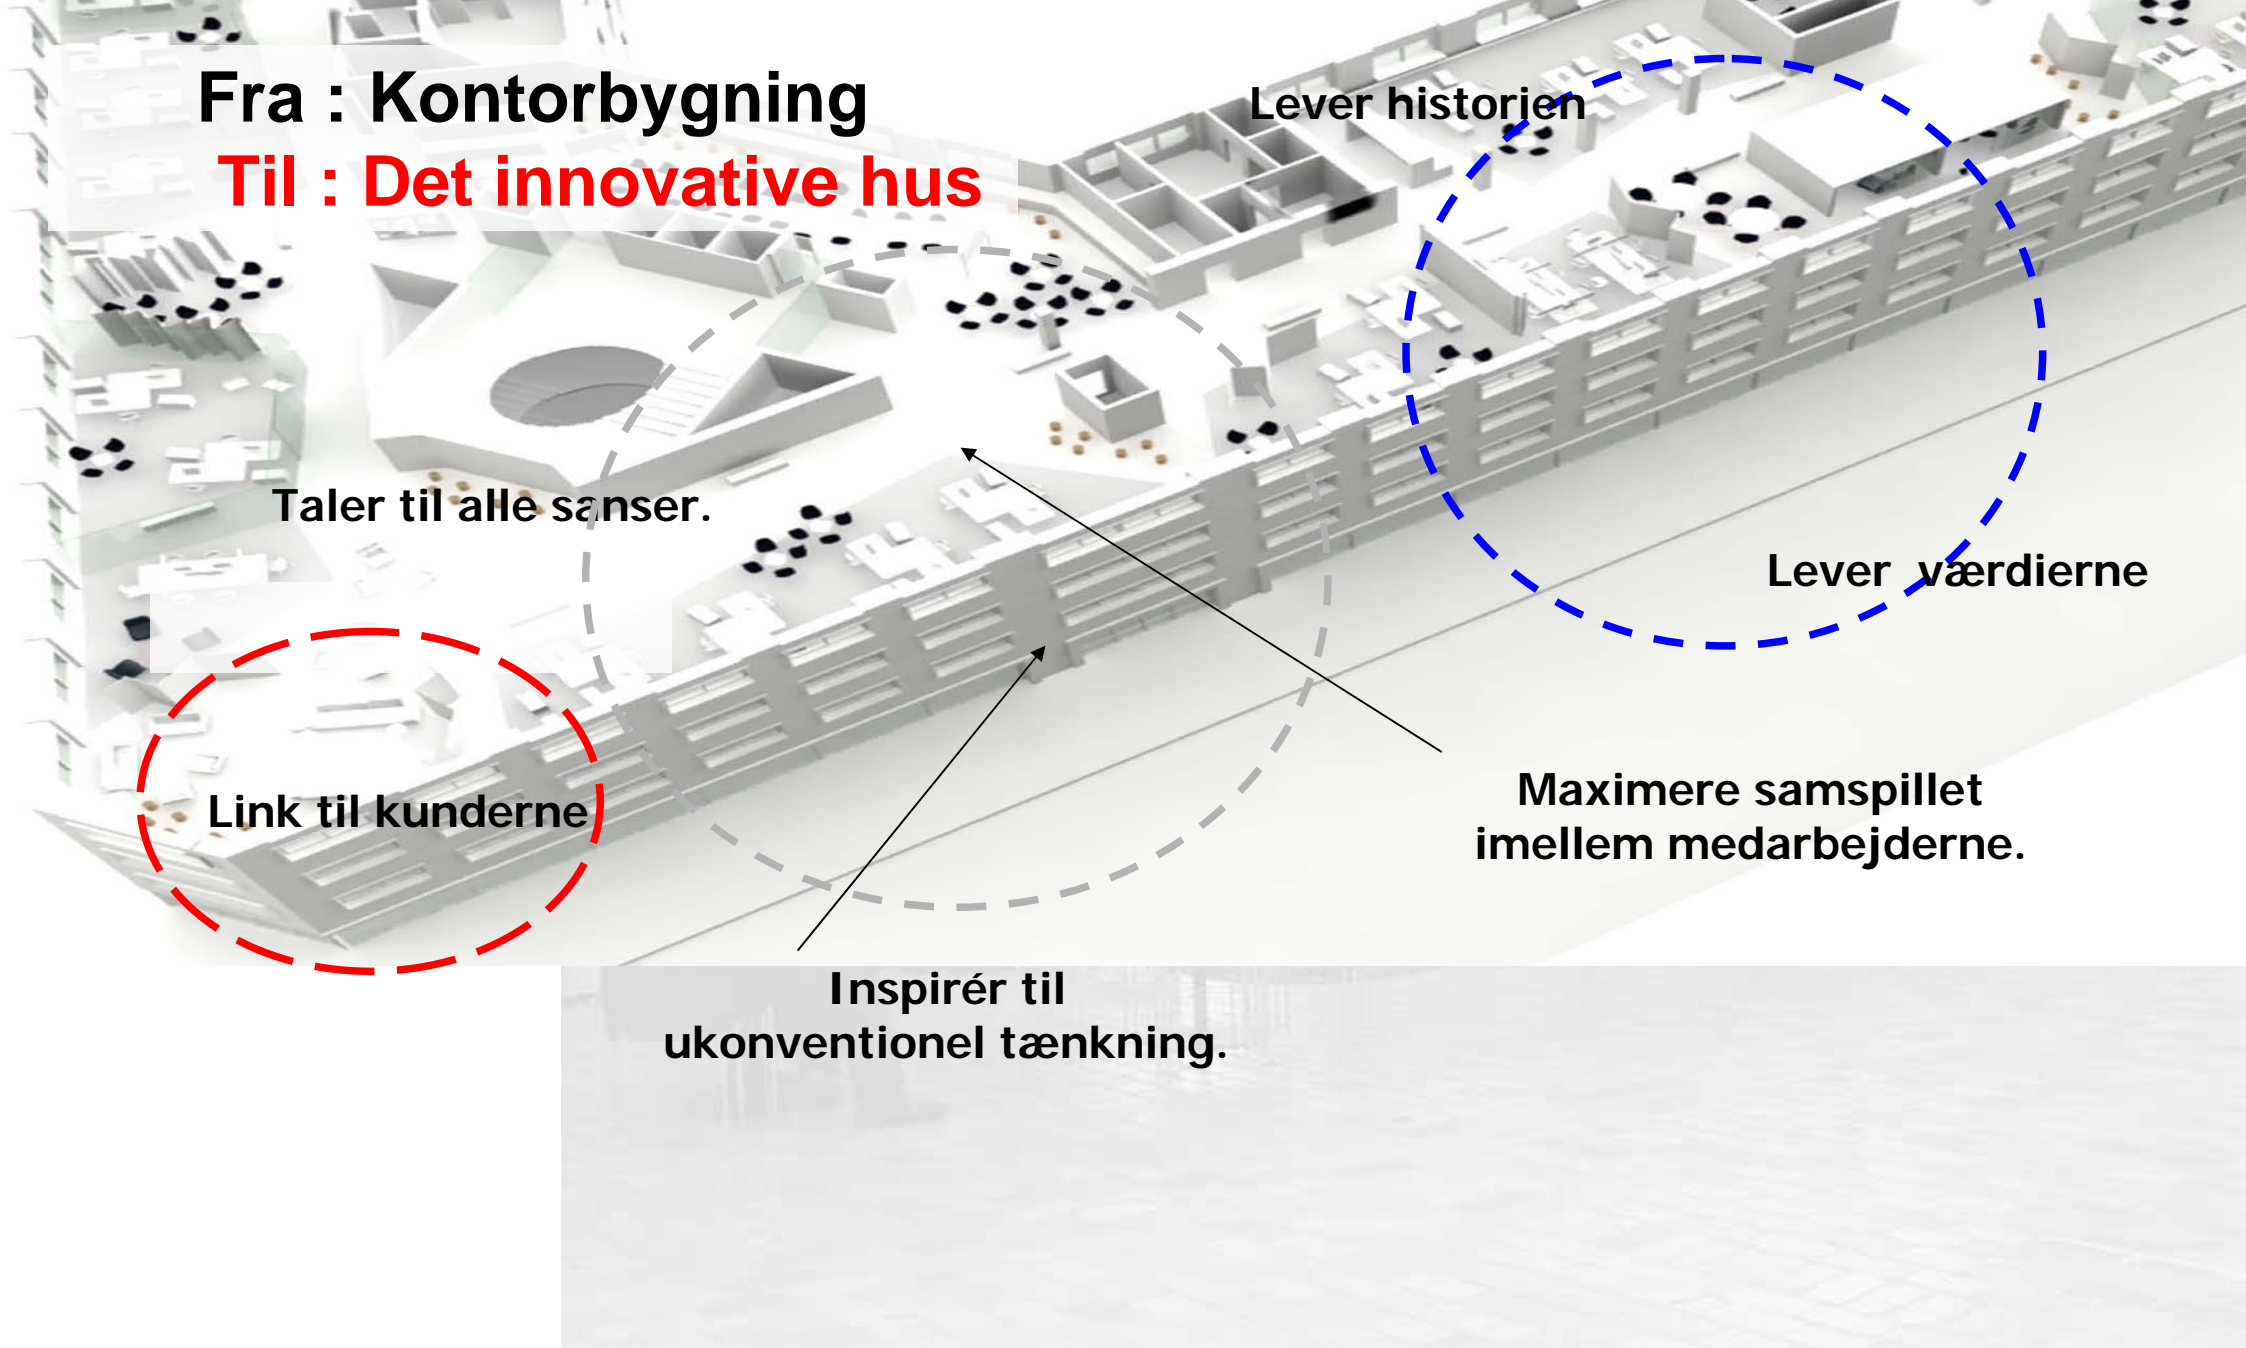 Fra : Kontorbygning
Til : Det innovative hus
Lever historien
Taler til alle sanser.
Lever værdierne
Link til kunderne
Maximere samspillet
imellem medarbejderne.
Inspirér til
ukonventionel tænkning.